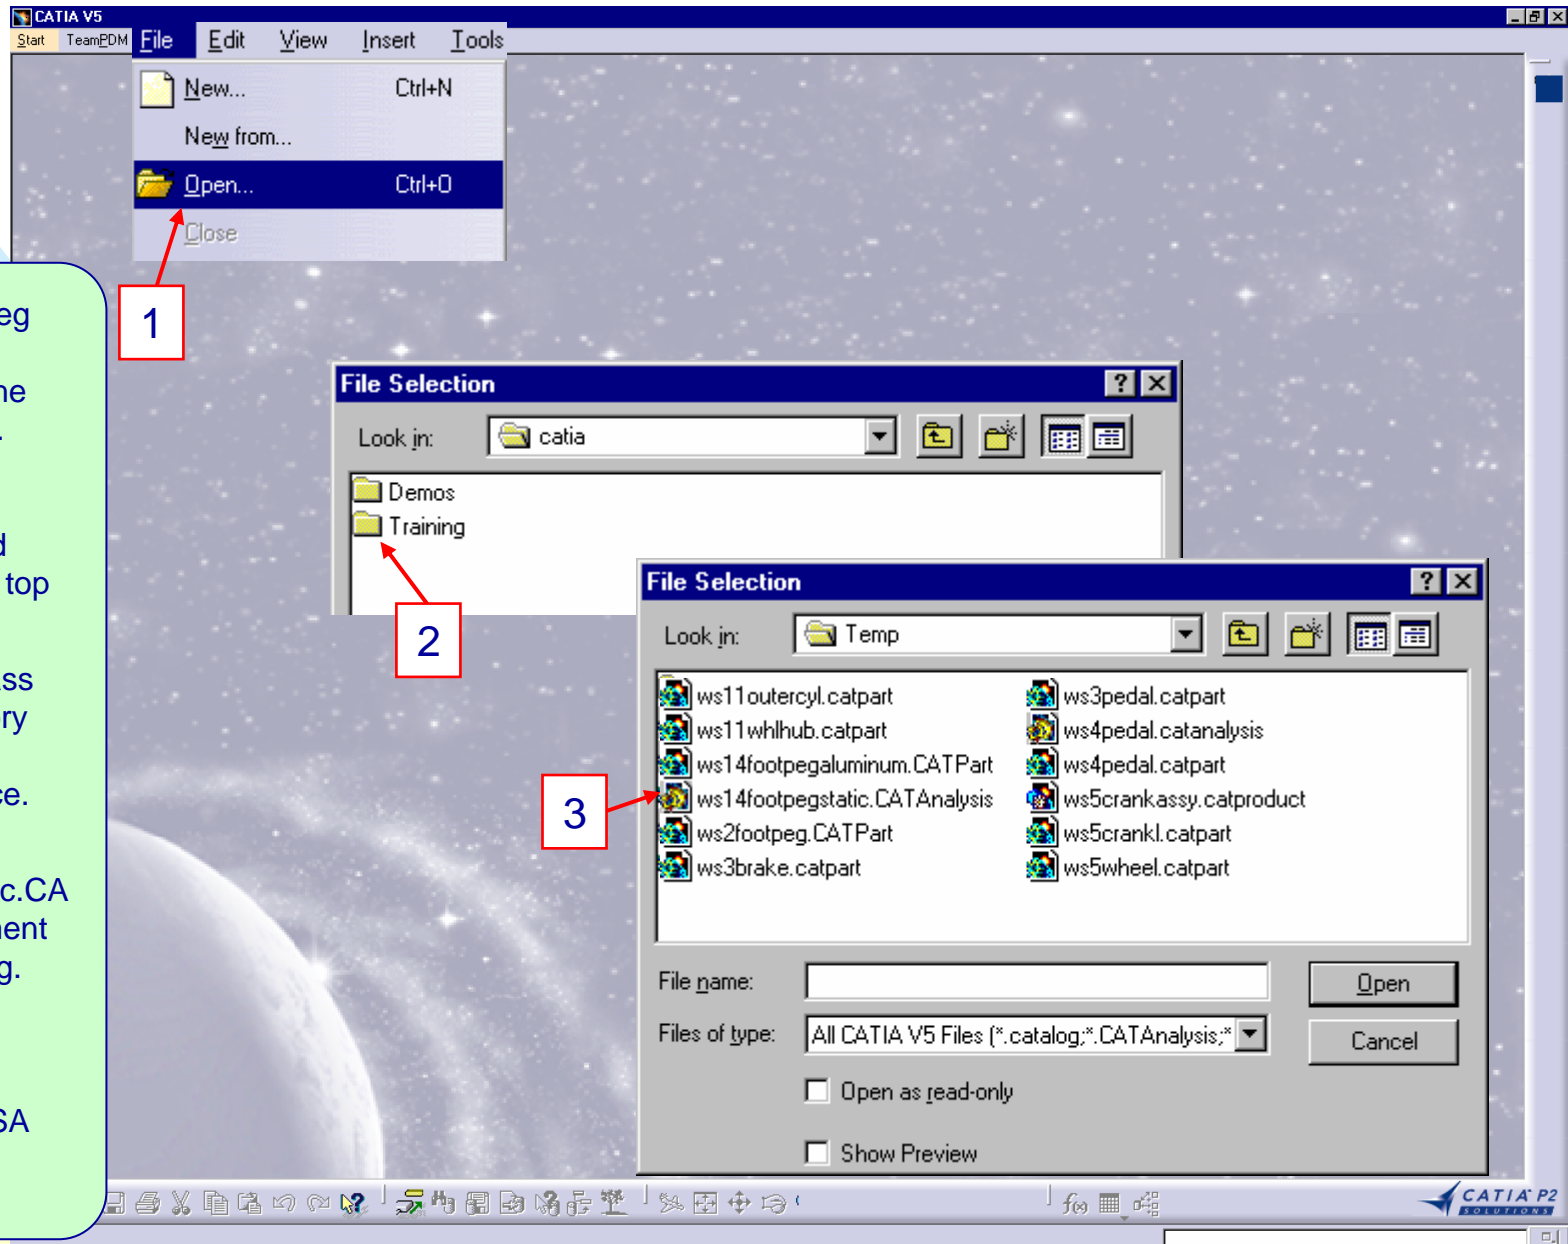 CATIA V5
Start TeamPDM File Edit View Insert Tools
New... Ctrl+N
New from...
Open... Ctrl+O
Close
1
eg
ne
.
d
top
ass
ry
ce.
c.CA
nent
g.
SA
File Selection
Look in: catia
Demos
Training
2
File Selection
Look in: Temp
ws11outercyl.catpart
ws11whlhub.catpart
ws14footpegaluminum.CATPart
ws14footpegstatic.CATAnalysis
ws2footpeg.CATPart
ws3brake.catpart
ws3pedal.catpart
ws4pedal.catanalysis
ws4pedal.catpart
ws5crankassy.catproduct
ws5crankl.catpart
ws5wheel.catpart
3
File name: Open
Files of type: All CATIA V5 Files (*.catalog;*.CATAnalysis;* Cancel
Open as read-only
Show Preview
f(x)
CATIA P2
SOLUTIONS